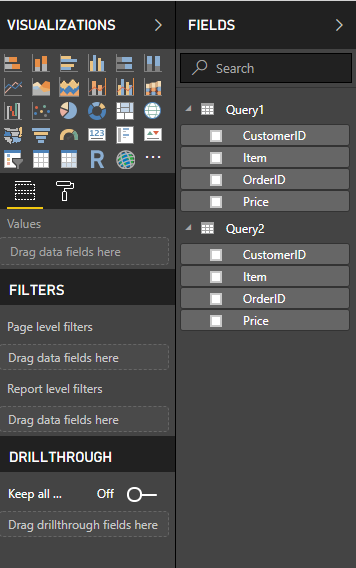 VISUALIZATIONS
123
R
...
Values
Drag data fields here
FILTERS
Page level filters
Drag data fields here
Report level filters
Drag data fields here
DRILLTHROUGH
Keep all ...
Off
Drag drillthrough fields here
FIELDS
Search
Query1
CustomerID
Item
OrderID
Price
Query2
CustomerID
Item
OrderID
Price